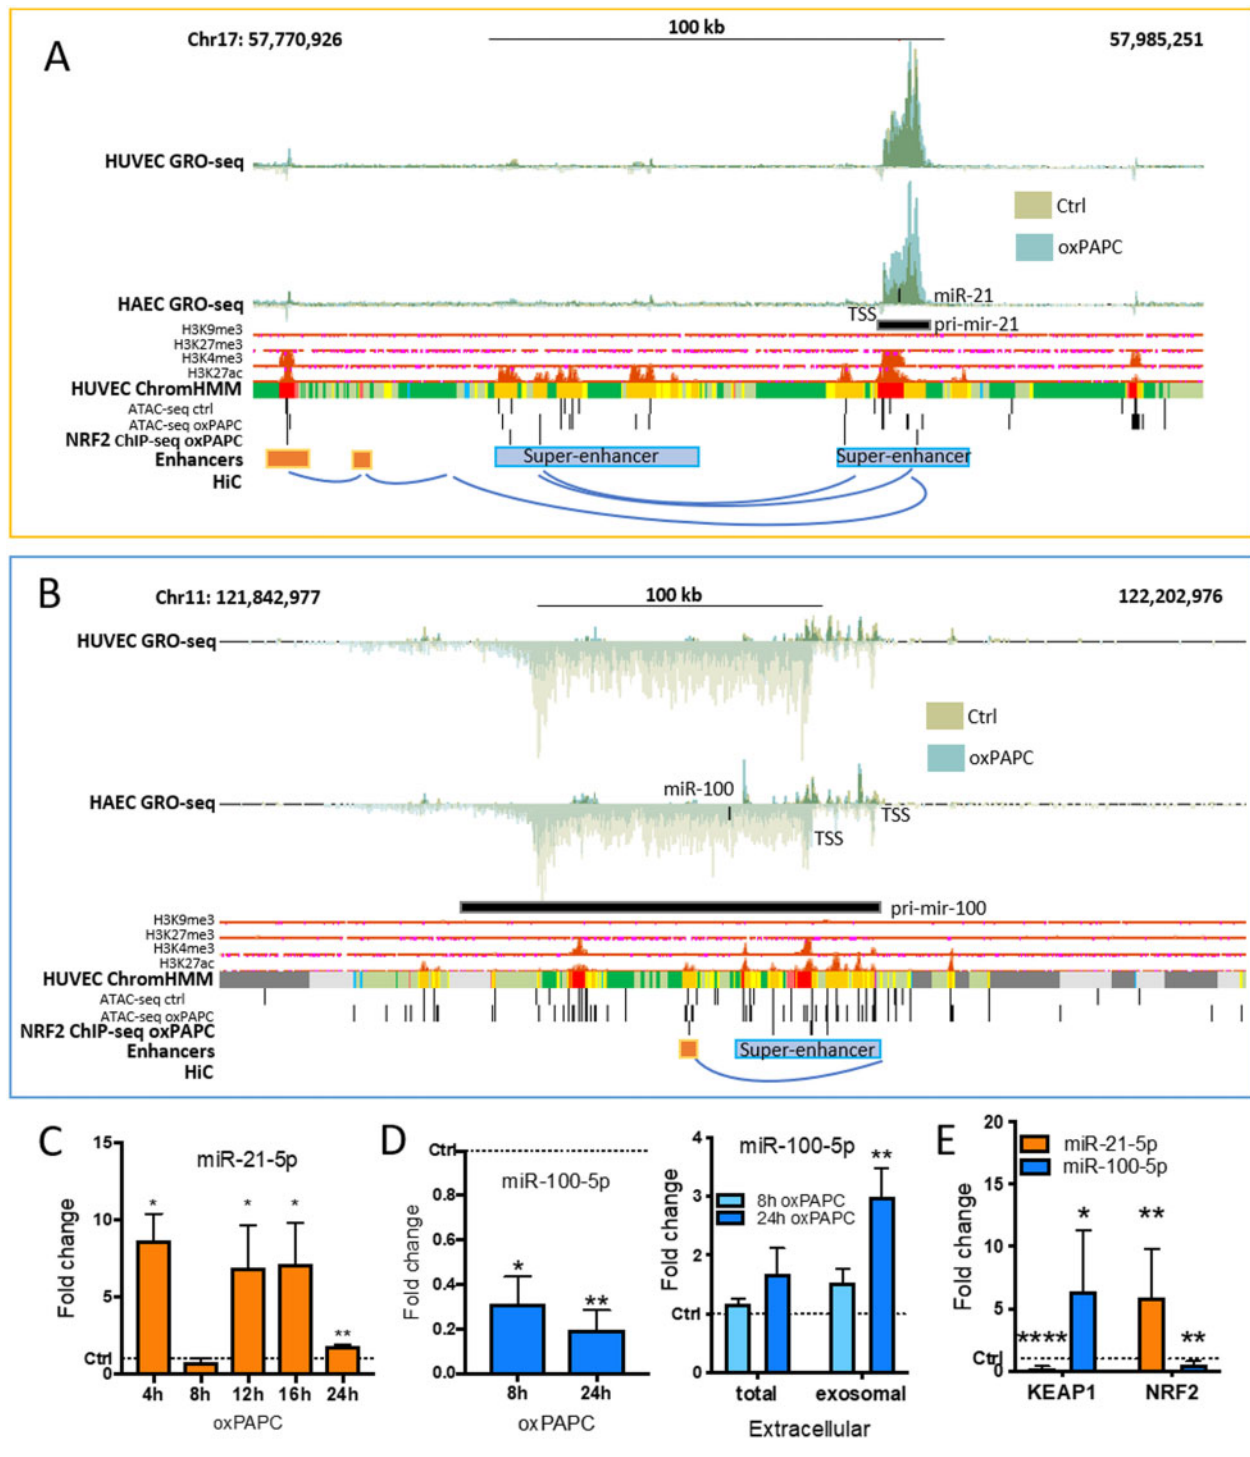 A
Chr17: 57,770,926
100 kb
57,985,251
HUVEC GRO-seq
Ctrl
oxPAPC
HAEC GRO-seq
miR-21
TSS
pri-mir-21
H3K9me3
H3K27me3
H3K4me3
H3K27ac
HUVEC ChromHMM
ATAC-seq ctrl
ATAC-seq oxPAPC
NRF2 ChIP-seq oxPAPC
Enhancers
Super-enhancer
Super-enhancer
HiC
B
Chr11: 121,842,977
100 kb
122,202,976
HUVEC GRO-seq
Ctrl
oxPAPC
miR-100
HAEC GRO-seq
TSS
TSS
pri-mir-100
H3K9me3
H3K27me3
H3K4me3
H3K27ac
HUVEC ChromHMM
ATAC-seq ctrl
ATAC-seq oxPAPC
NRF2 ChIP-seq oxPAPC
Enhancers
Super-enhancer
HiC
C
miR-21-5p
Fold change
15
10
5
Ctrl
0
* * * **
4h 8h 12h 16h 24h
oxPAPC
D
miR-100-5p
Fold change
Ctrl
0.8
0.6
0.4
0.2
0.0
* **
8h 24h
oxPAPC
miR-100-5p
8h oxPAPC
24h oxPAPC
Fold change
4
3
2
Ctrl
0
**
total exosomal
Extracellular
E
miR-21-5p
miR-100-5p
Fold change
20
15
10
5
Ctrl
0
**** * ** **
KEAP1 NRF2